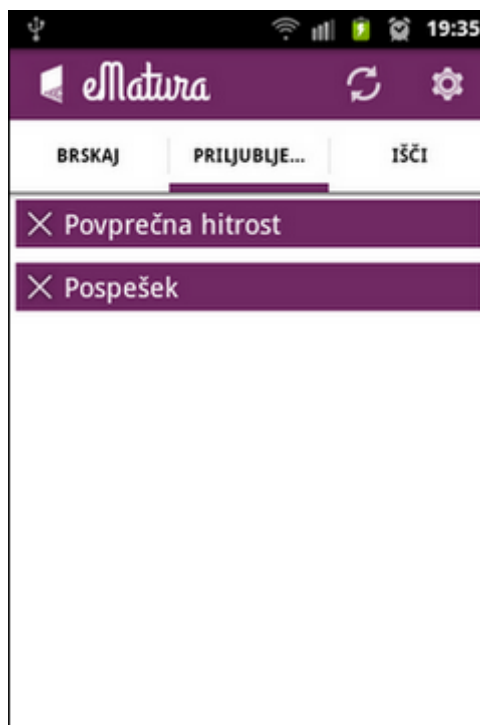 19:35
eMatura
BRSKAJ PRILJUBLJE... IŠČI
Povprečna hitrost
Pospešek